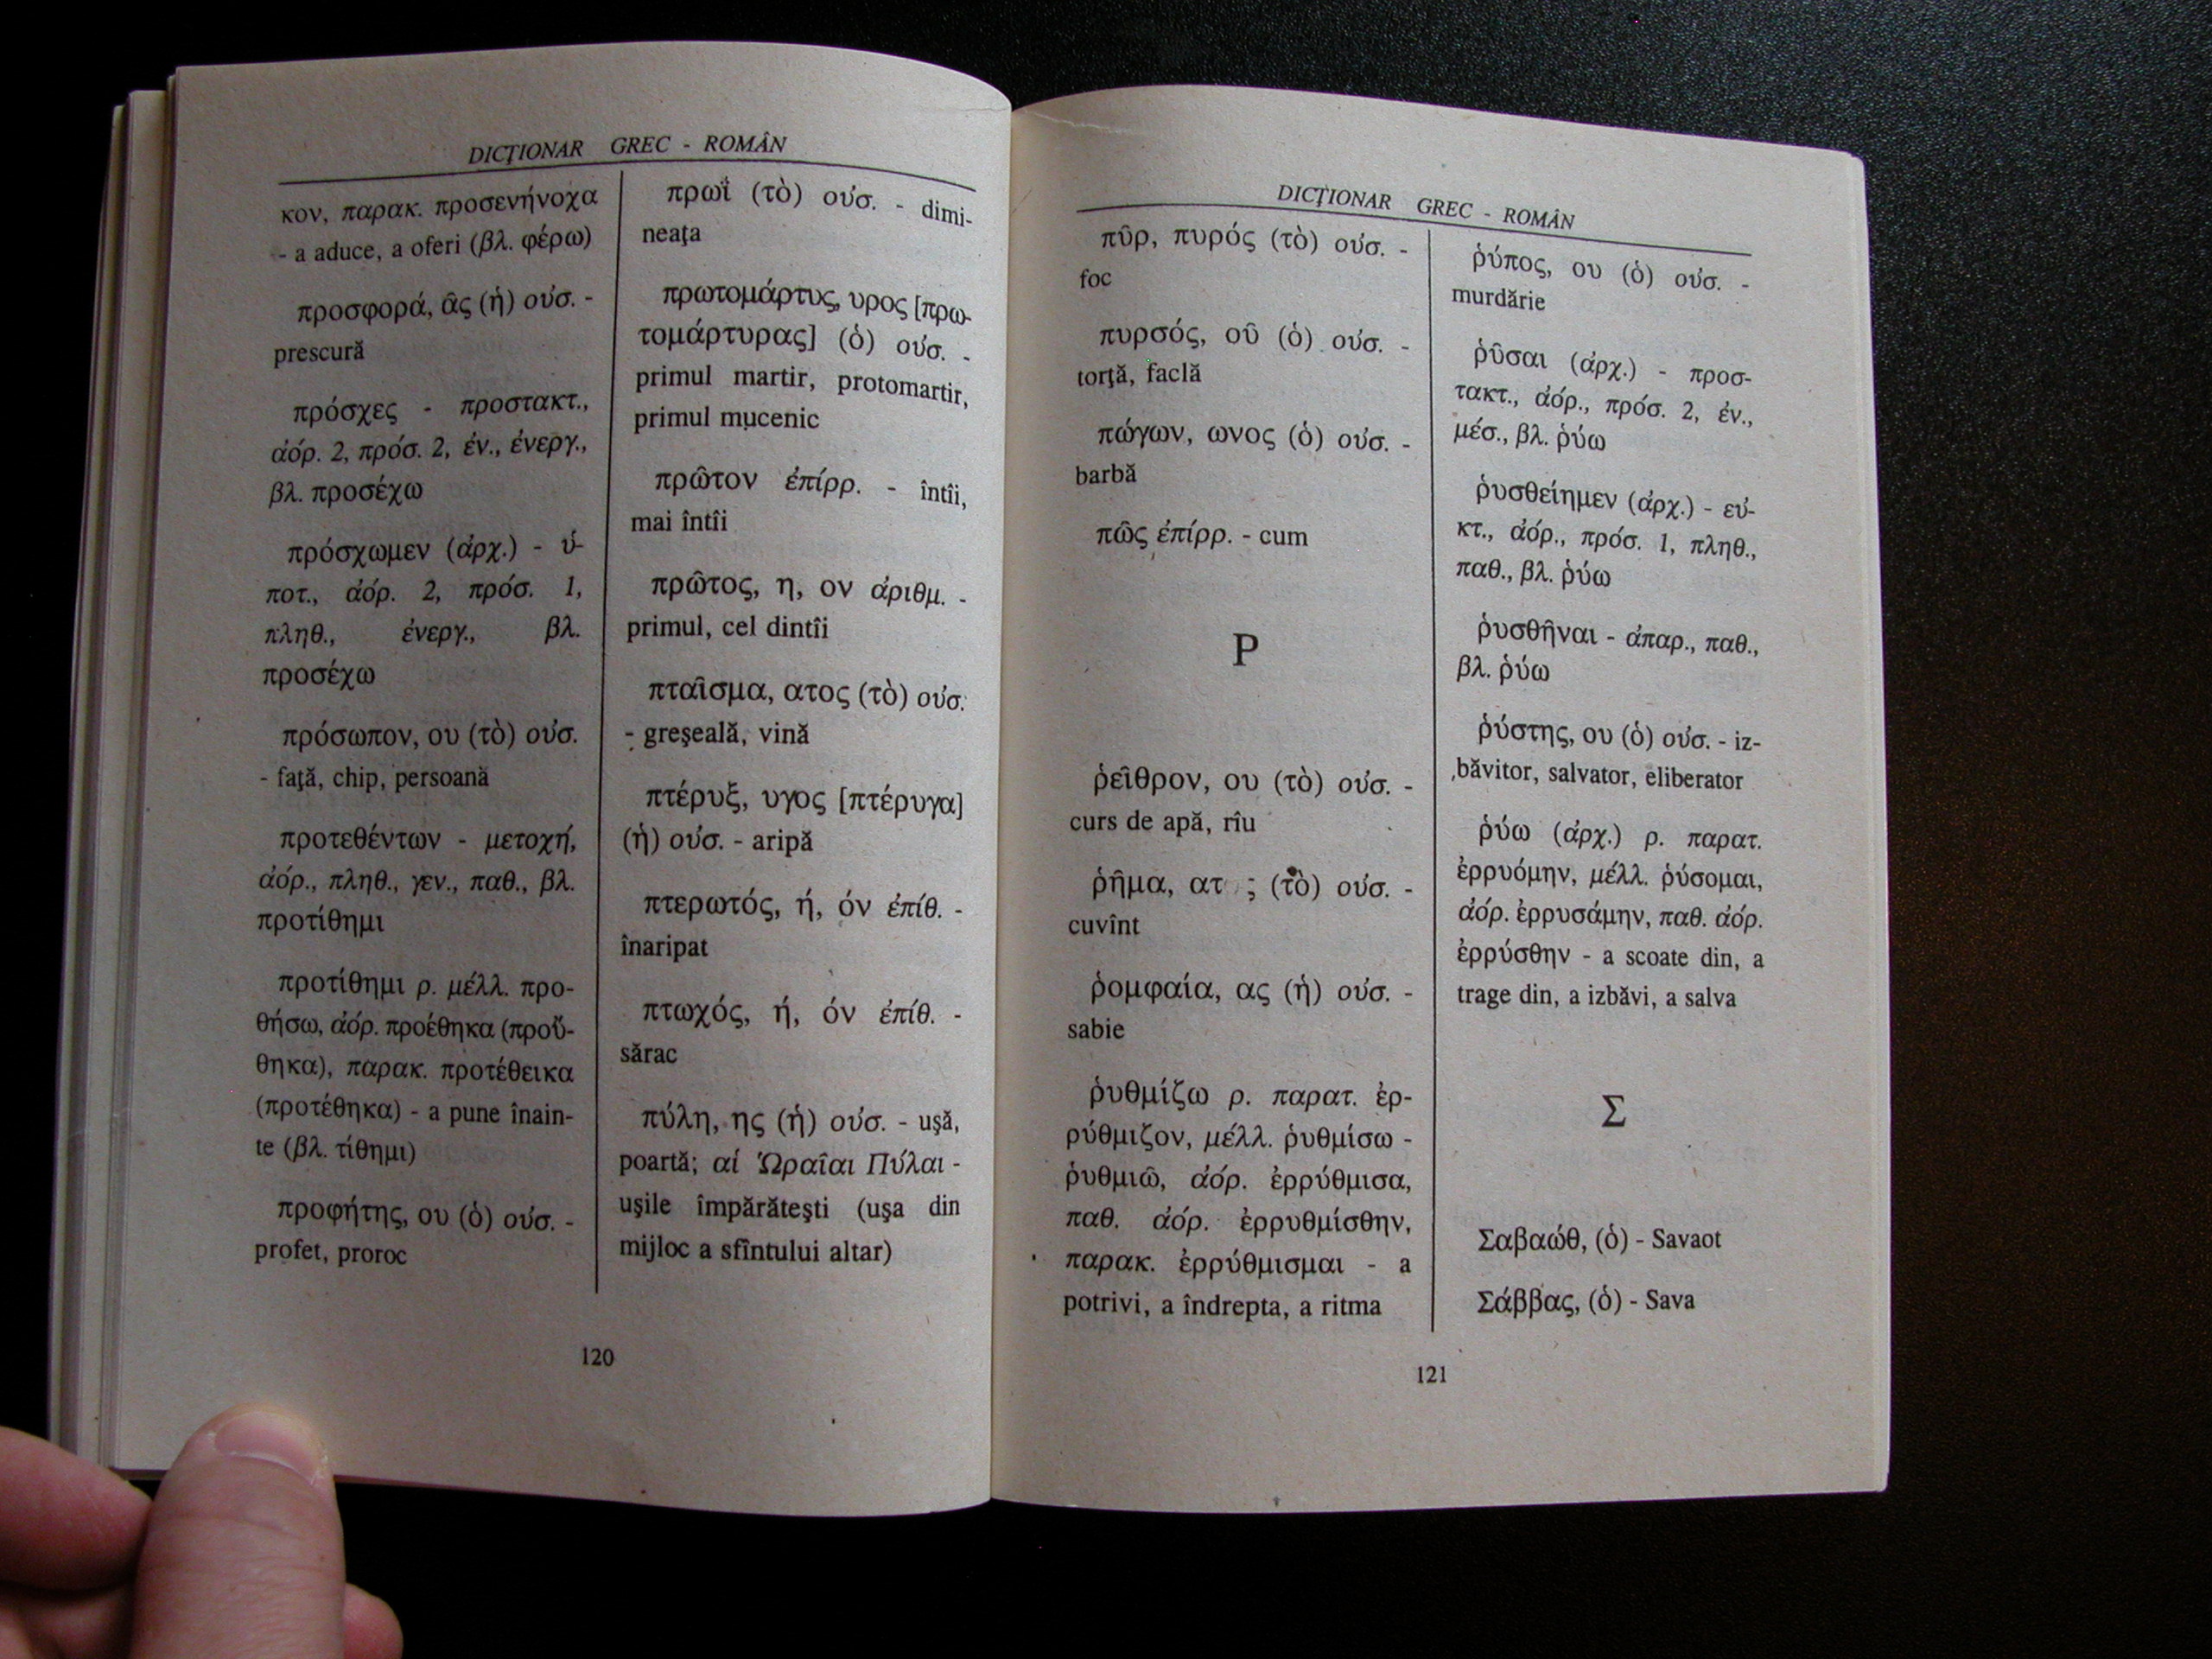 DICŢIONAR GREC - ROMÂN
κον, παρακ. προσενήνοχα
- a aduce, a oferi (βλ. φέρω)
προσφορά, ᾶς (ἡ) οὐσ. -
prescură
πρόσχες - προστακτ.,
ἀόρ. 2, πρόσ. 2, ἑν., ἐνεργ.,
βλ. προσέχω
πρόσχωμεν (ἀρχ.) - ὑ-
ποτ., ἀόρ. 2, πρόσ. 1,
πληθ., ἐνεργ., βλ.
προσέχω
πρόσωπον, ου (τὸ) οὐσ.
- faţă, chip, persoană
προτεθέντων - μετοχή,
ἀόρ., πληθ., γεν., παθ., βλ.
προτίθημι
προτίθημι ρ. μέλλ. προ-
θήσω, ἀόρ. προέθηκα (προὔ-
θηκα), παρακ. προτέθεικα
(προτέθηκα) - a pune înain-
te (βλ. τίθημι)
προφήτης, ου (ὁ) οὐσ. -
profet, proroc
πρωΐ (τὸ) οὐσ. - dimi-
neaţa
πρωτομάρτυς, υρος [πρω-
τομάρτυρας] (ὁ) οὐσ. -
primul martir, protomartir,
primul mucenic
πρῶτον ἐπίρρ. - întîi,
mai întîi
πρῶτος, η, ον ἀριθμ. -
primul, cel dintîi
πταῖσμα, ατος (τὸ) οὐσ.
- greşeală, vină
πτέρυξ, υγος [πτέρυγα]
(ἡ) οὐσ. - aripă
πτερωτός, ή, όν ἐπίθ. -
înaripat
πτωχός, ή, όν ἐπίθ. -
sărac
πύλη, ης (ἡ) οὐσ. - uşă,
poartă; αἱ Ὡραῖαι Πύλαι -
uşile împărăteşti (uşa din
mijloc a sfîntului altar)
120
DICŢIONAR GREC - ROMÂN
πῦρ, πυρός (τὸ) οὐσ. -
foc
πυρσός, οῦ (ὁ) οὐσ. -
torţă, faclă
πώγων, ωνος (ὁ) οὐσ. -
barbă
πῶς ἐπίρρ. - cum
Ρ
ῥεῖθρον, ου (τὸ) οὐσ. -
curs de apă, rîu
ῥῆμα, ατος (τὸ) οὐσ. -
cuvînt
ῥομφαία, ας (ἡ) οὐσ. -
sabie
ῥυθμίζω ρ. παρατ. ἐρ-
ρύθμιζον, μέλλ. ῥυθμίσω -
ῥυθμιῶ, ἀόρ. ἐρρύθμισα,
παθ. ἀόρ. ἐρρυθμίσθην,
παρακ. ἐρρύθμισμαι - a
potrivi, a îndrepta, a ritma
ῥύπος, ου (ὁ) οὐσ. -
murdărie
ῥῦσαι (ἀρχ.) - προσ-
τακτ., ἀόρ., πρόσ. 2, ἑν.,
μέσ., βλ. ῥύω
ῥυσθείημεν (ἀρχ.) - εὐ-
κτ., ἀόρ., πρόσ. 1, πληθ.,
παθ., βλ. ῥύω
ῥυσθῆναι - ἀπαρ., παθ.,
βλ. ῥύω
ῥύστης, ου (ὁ) οὐσ. - iz-
băvitor, salvator, eliberator
ῥύω (ἀρχ.) ρ. παρατ.
ἐρρυόμην, μέλλ. ῥύσομαι,
ἀόρ. ἐρρυσάμην, παθ. ἀόρ.
ἐρρύσθην - a scoate din, a
trage din, a izbăvi, a salva
Σ
Σαβαώθ, (ὁ) - Savaot
Σάββας, (ὁ) - Sava
121